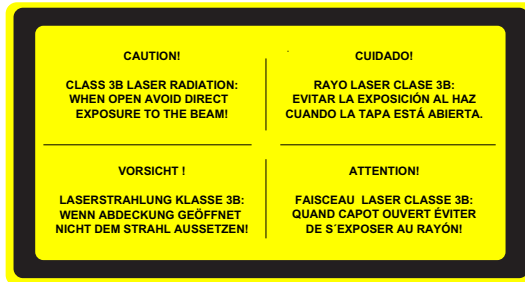 CAUTION!
CLASS 3B LASER RADIATION:
WHEN OPEN AVOID DIRECT
EXPOSURE TO THE BEAM!
CUIDADO!
RAYO LASER CLASE 3B:
EVITAR LA EXPOSICIÓN AL HAZ
CUANDO LA TAPA ESTÁ ABIERTA.
VORSICHT !
LASERSTRAHLUNG KLASSE 3B:
WENN ABDECKUNG GEÖFFNET
NICHT DEM STRAHL AUSSETZEN!
ATTENTION!
FAISCEAU LASER CLASSE 3B:
QUAND CAPOT OUVERT ÉVITER
DE S´EXPOSER AU RAYÓN!